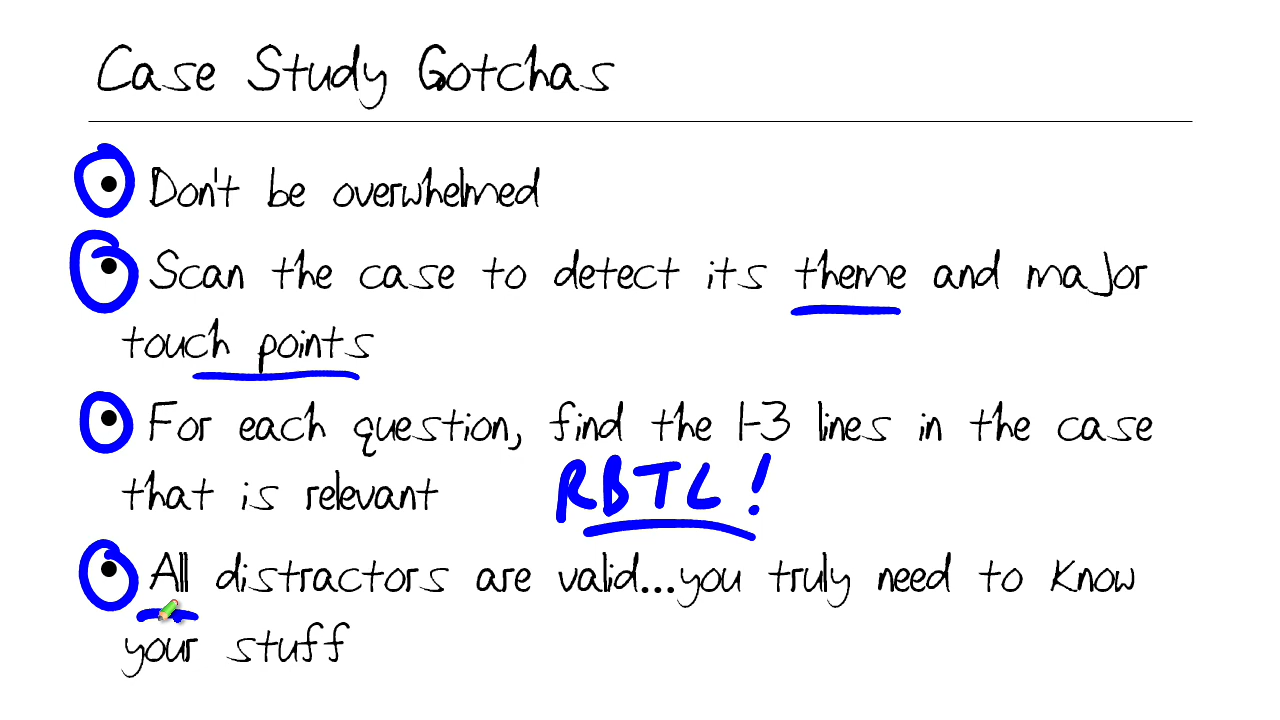 Case Study Gotchas
• Don't be overwhelmed
• Scan the case to detect its theme and major
touch points
• For each question, find the 1-3 lines in the case
that is relevant
RBTL!
• All distractors are valid...you truly need to know
your stuff